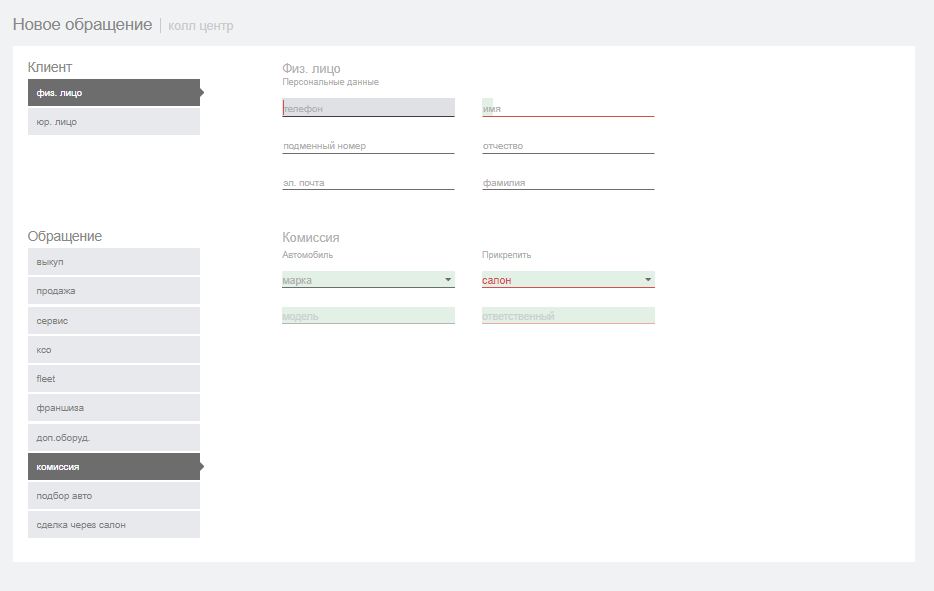 Новое обращение | колл центр
Клиент
физ. лицо
юр. лицо
Физ. лицо
Персональные данные
телефон
имя
подменный номер
отчество
эл. почта
фамилия
Обращение
выкуп
продажа
сервис
ксо
fleet
франшиза
доп.оборуд.
комиссия
подбор авто
сделка через салон
Комиссия
Автомобиль
Прикрепить
марка
салон
модель
ответственный